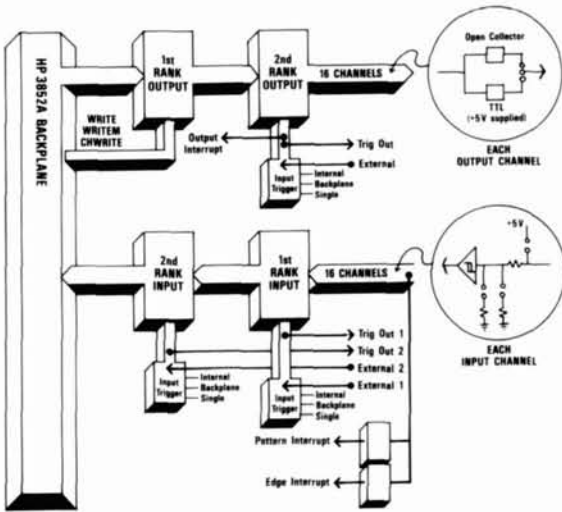 HP 3852A BACKPLANE
1st
RANK
OUTPUT
2nd
RANK
OUTPUT
16 CHANNELS
Open Collector
TTL
(+5V supplied)
EACH
OUTPUT CHANNEL
WRITE
WRITEM
CHWRITE
Output
Interrupt
Trig Out
External
Input
Trigger
Internal
Backplane
Single
2nd
RANK
INPUT
1st
RANK
INPUT
16 CHANNELS
+5V
EACH
INPUT CHANNEL
Trig Out 1
Trig Out 2
External 2
External 1
Input
Trigger
Internal
Backplane
Single
Input
Trigger
Internal
Backplane
Single
Pattern Interrupt
Edge Interrupt